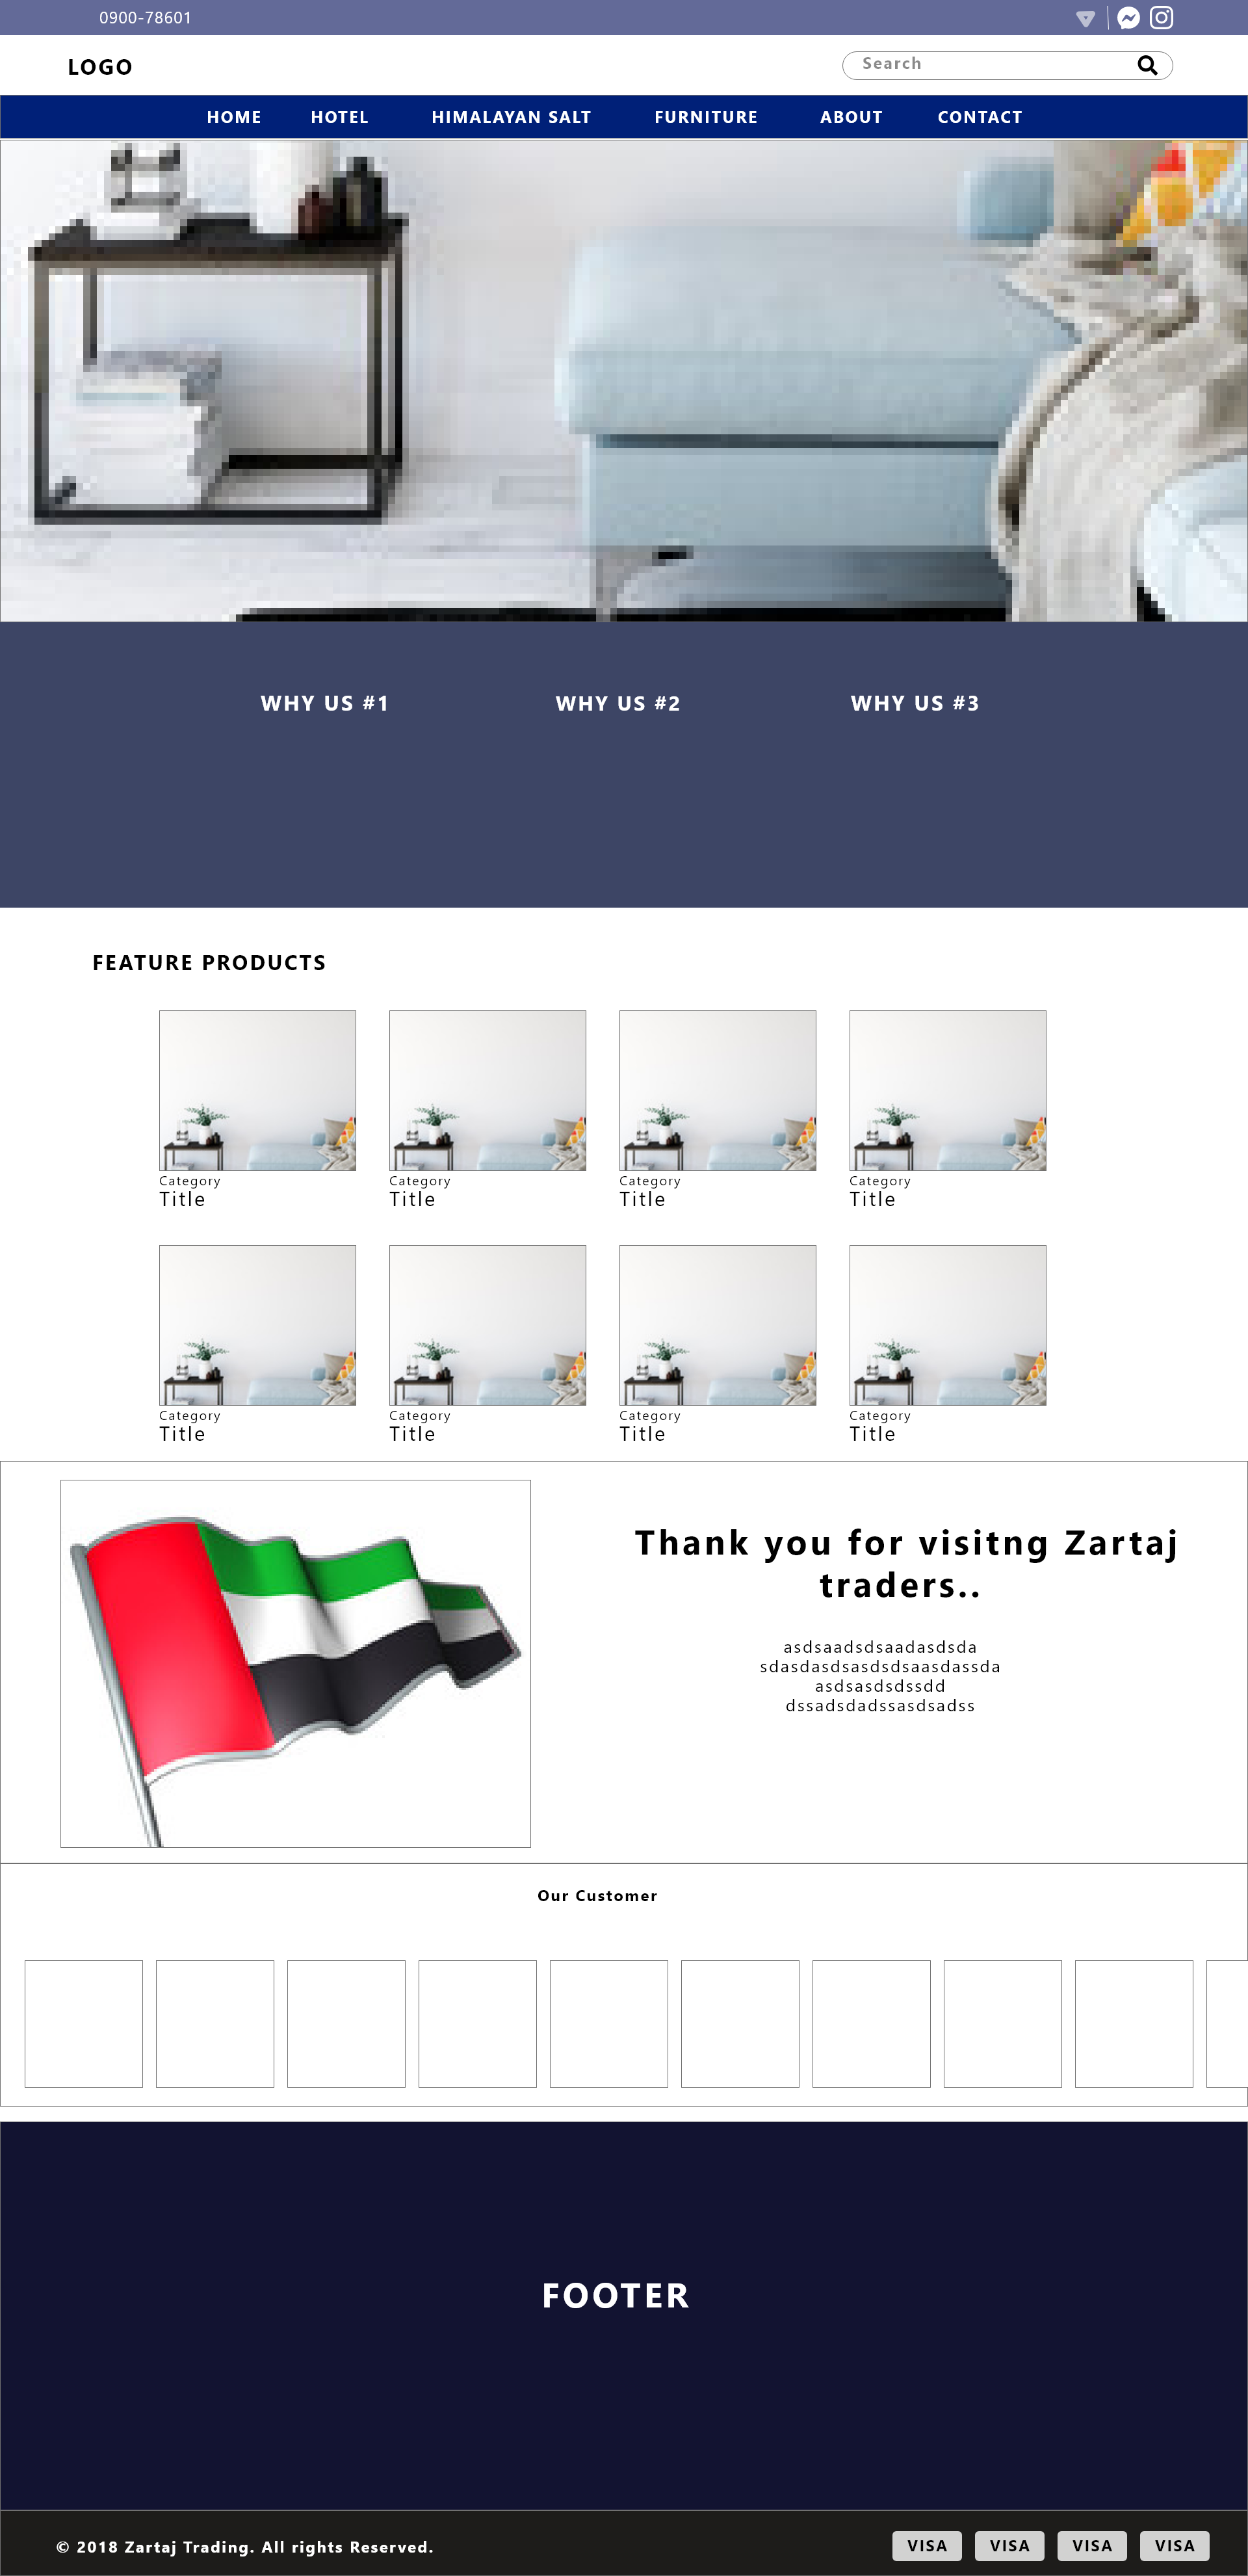 0900-78601
LOGO
Search
HOME HOTEL HIMALAYAN SALT FURNITURE ABOUT CONTACT
WHY US #1 WHY US #2 WHY US #3
FEATURE PRODUCTS
Category Category Category Category
Title Title Title Title
Category Category Category Category
Title Title Title Title
Thank you for visitng Zartaj
traders..
asdsaadsdsaadasdsda
sdasdasdsasdsdsaasdassda
asdsasdsdssdd
dssadsdadssasdsadss
Our Customer
FOOTER
© 2018 Zartaj Trading. All rights Reserved.
VISA VISA VISA VISA